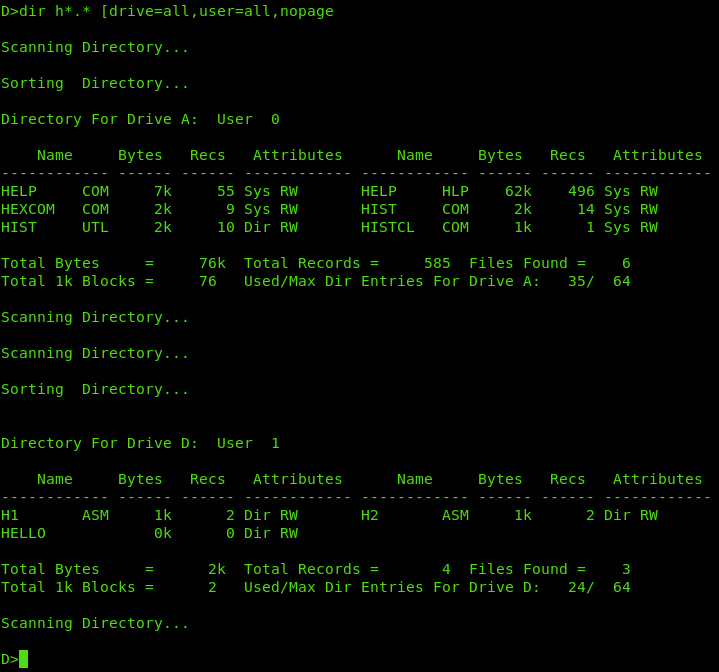 D>dir h*.* [drive=all,user=all,nopage

Scanning Directory...

Sorting  Directory...

Directory For Drive A:  User  0

    Name     Bytes   Recs   Attributes      Name     Bytes   Recs   Attributes
------------ ------ ------ ------------ ------------ ------ ------ ------------
HELP     COM     7k     55 Sys RW       HELP     HLP    62k    496 Sys RW
HEXCOM   COM     2k      9 Sys RW       HIST     COM     2k     14 Sys RW
HIST     UTL     2k     10 Dir RW       HISTCL   COM     1k      1 Sys RW

Total Bytes     =     76k  Total Records =     585  Files Found =    6
Total 1k Blocks =     76   Used/Max Dir Entries For Drive A:   35/  64

Scanning Directory...

Scanning Directory...

Sorting  Directory...


Directory For Drive D:  User  1

    Name     Bytes   Recs   Attributes      Name     Bytes   Recs   Attributes
------------ ------ ------ ------------ ------------ ------ ------ ------------
H1       ASM     1k      2 Dir RW       H2       ASM     1k      2 Dir RW
HELLO            0k      0 Dir RW

Total Bytes     =      2k  Total Records =       4  Files Found =    3
Total 1k Blocks =      2   Used/Max Dir Entries For Drive D:   24/  64

Scanning Directory...

D>